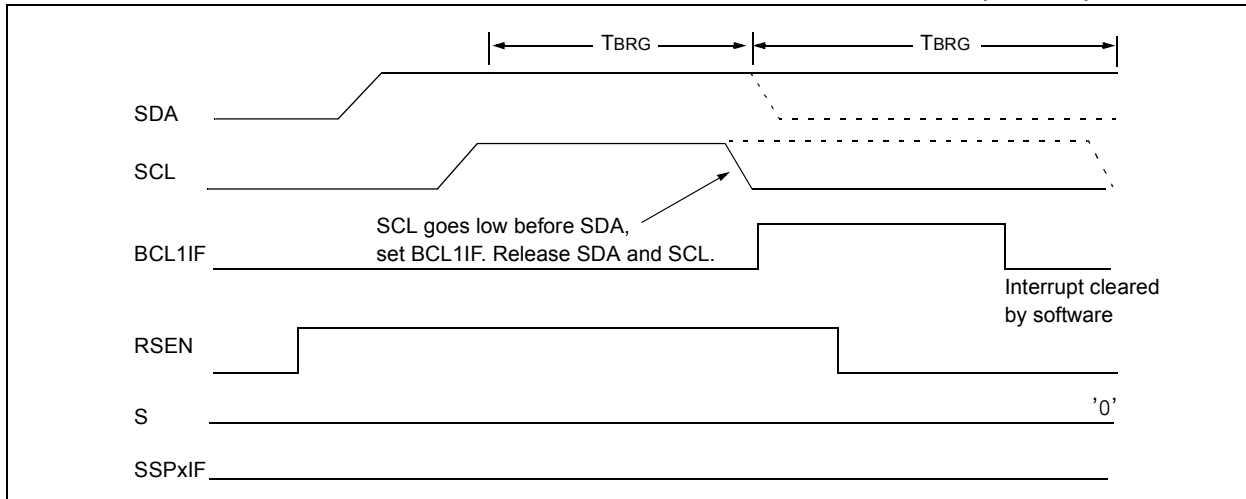 TBRG
TBRG
SDA
SCL
SCL goes low before SDA,
set BCL1IF. Release SDA and SCL.
BCL1IF
Interrupt cleared
by software
RSEN
S
'0'
SSPxIF